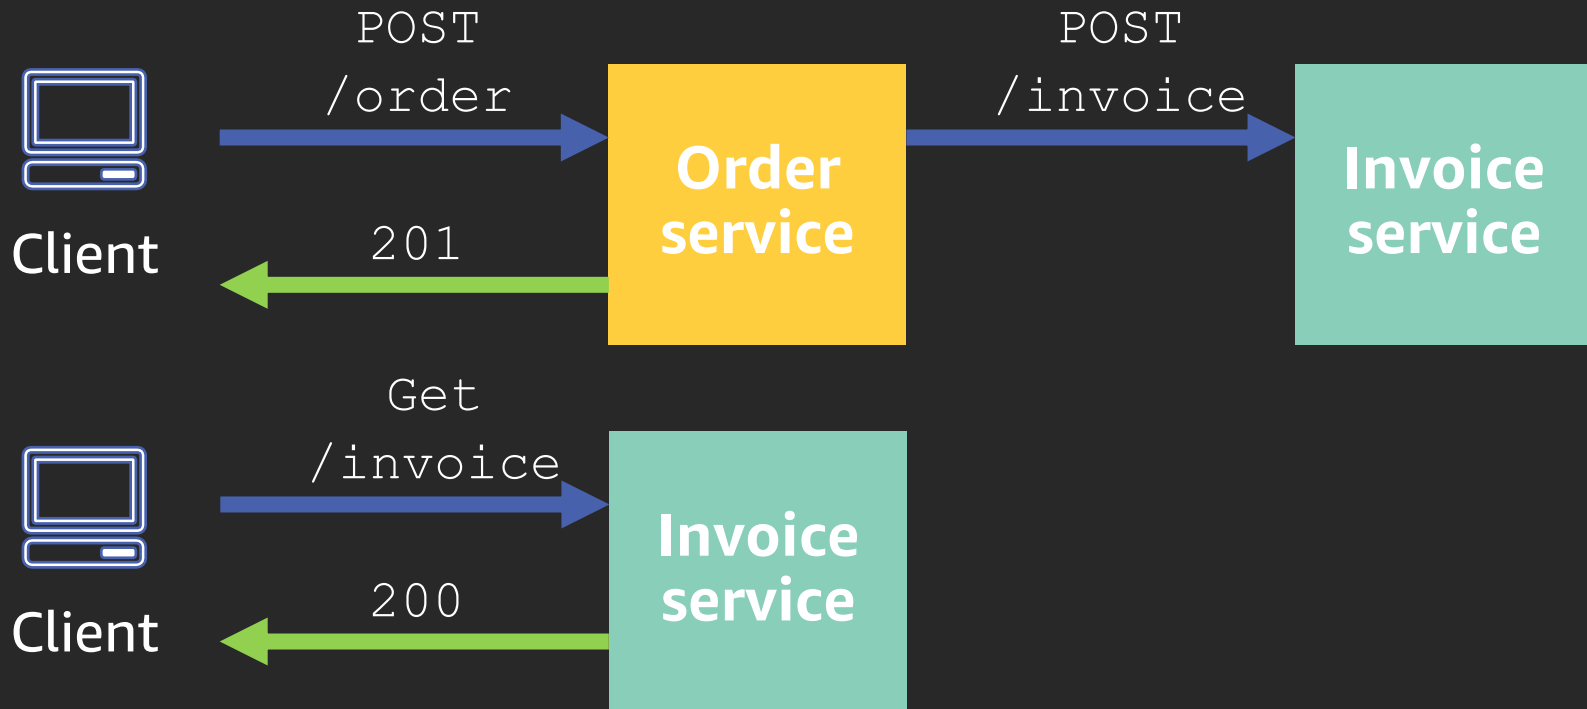 POST
/order
POST
/invoice
Client
Order
service
Invoice
service
201
Get
/invoice
Client
Invoice
service
200